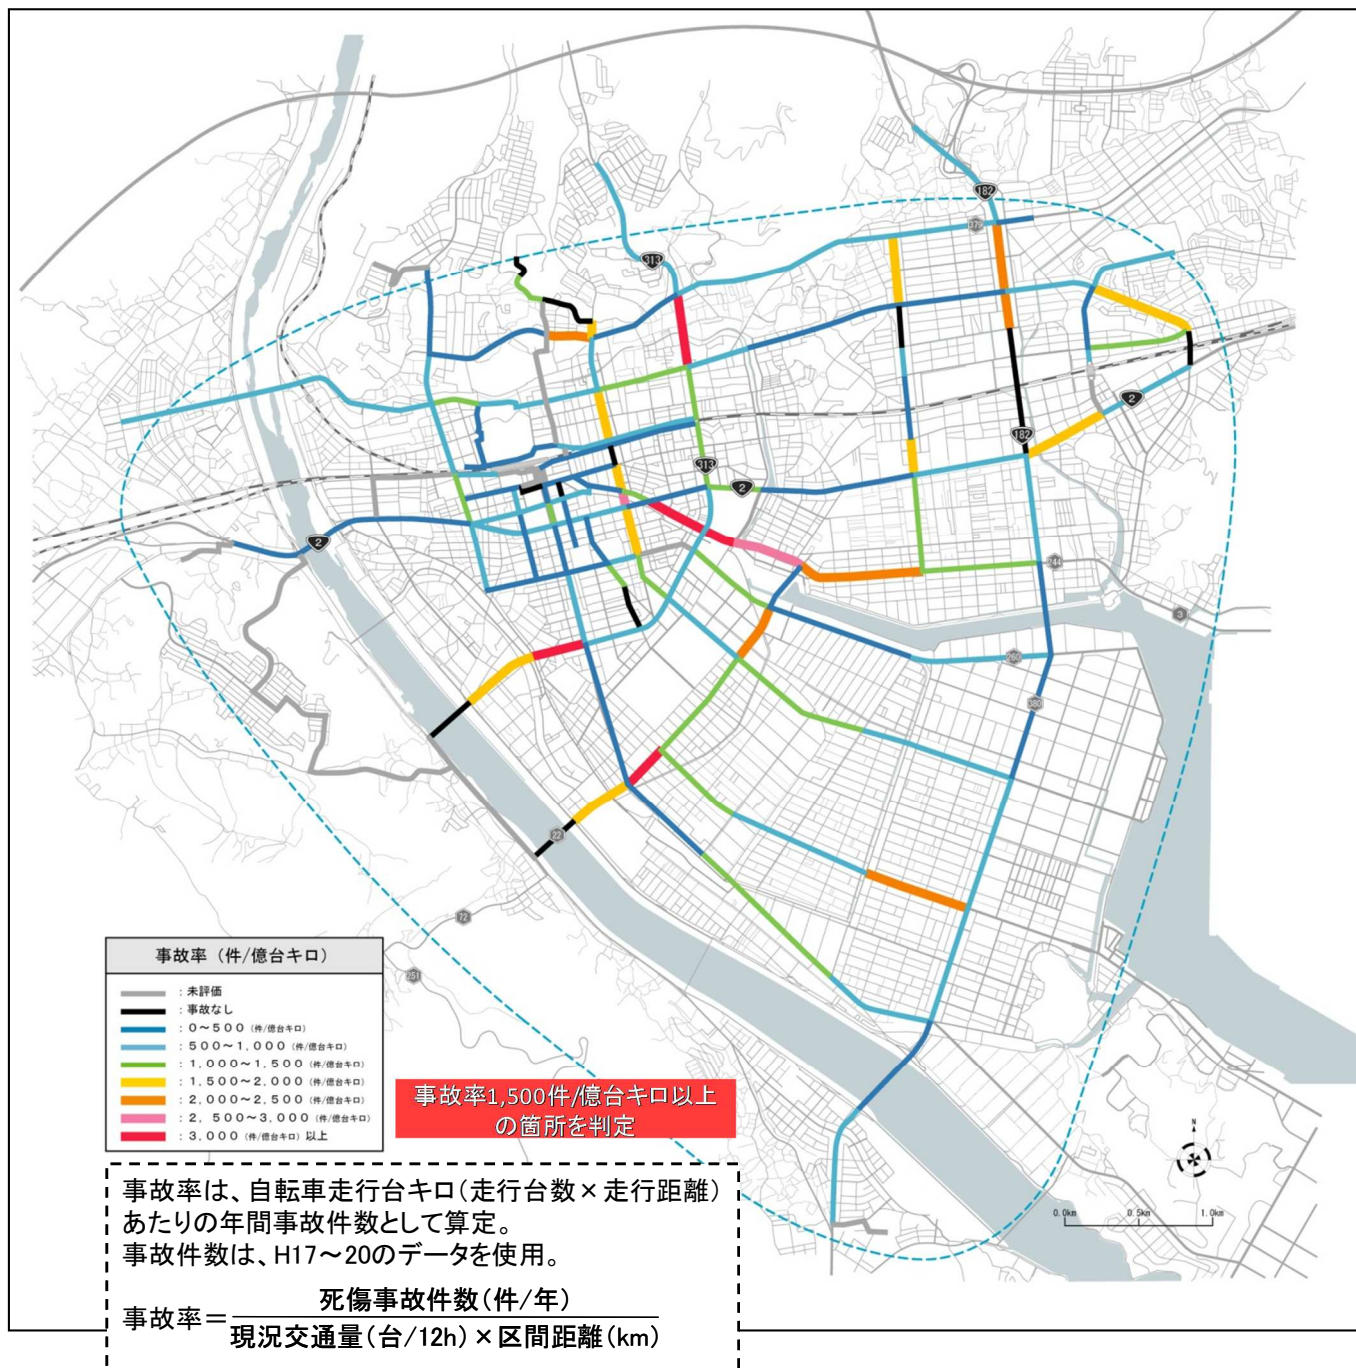 182
379
313
2
182
313
2
2
244
3
260
380
22
72
251
事故率（件/億台キロ）
：未評価
：事故なし
：0～500（件/億台キロ）
：500～1,000（件/億台キロ）
：1,000～1,500（件/億台キロ）
：1,500～2,000（件/億台キロ）
：2,000～2,500（件/億台キロ）
：2,500～3,000（件/億台キロ）
：3,000（件/億台キロ）以上
事故率1,500件/億台キロ以上
の箇所を判定
N
0.0km 0.5km 1.0km
事故率は、自転車走行台キロ(走行台数×走行距離)
あたりの年間事故件数として算定。
事故件数は、H17～20のデータを使用。
死傷事故件数(件/年)
事故率＝
現況交通量(台/12h)×区間距離(km)